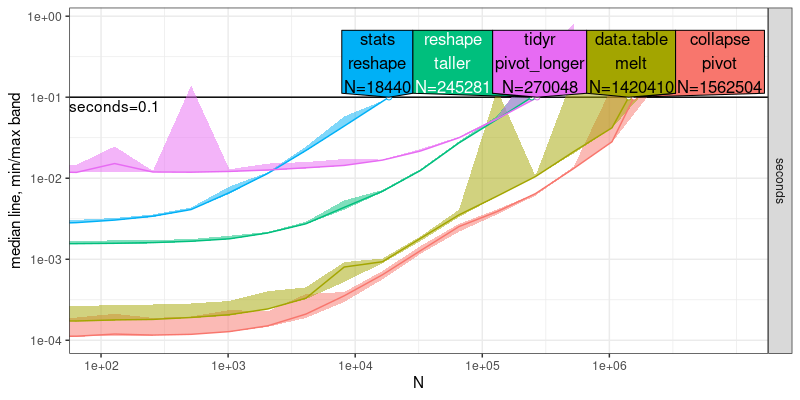 1e+00
1e-01
1e-02
1e-03
1e-04
median line, min/max band
stats
reshape
N=18440
reshape
taller
N=245281
tidyr
pivot_longer
N=270048
data.table
melt
N=1420410
collapse
pivot
N=1562504
seconds=0.1
seconds
1e+02
1e+03
1e+04
1e+05
1e+06
N